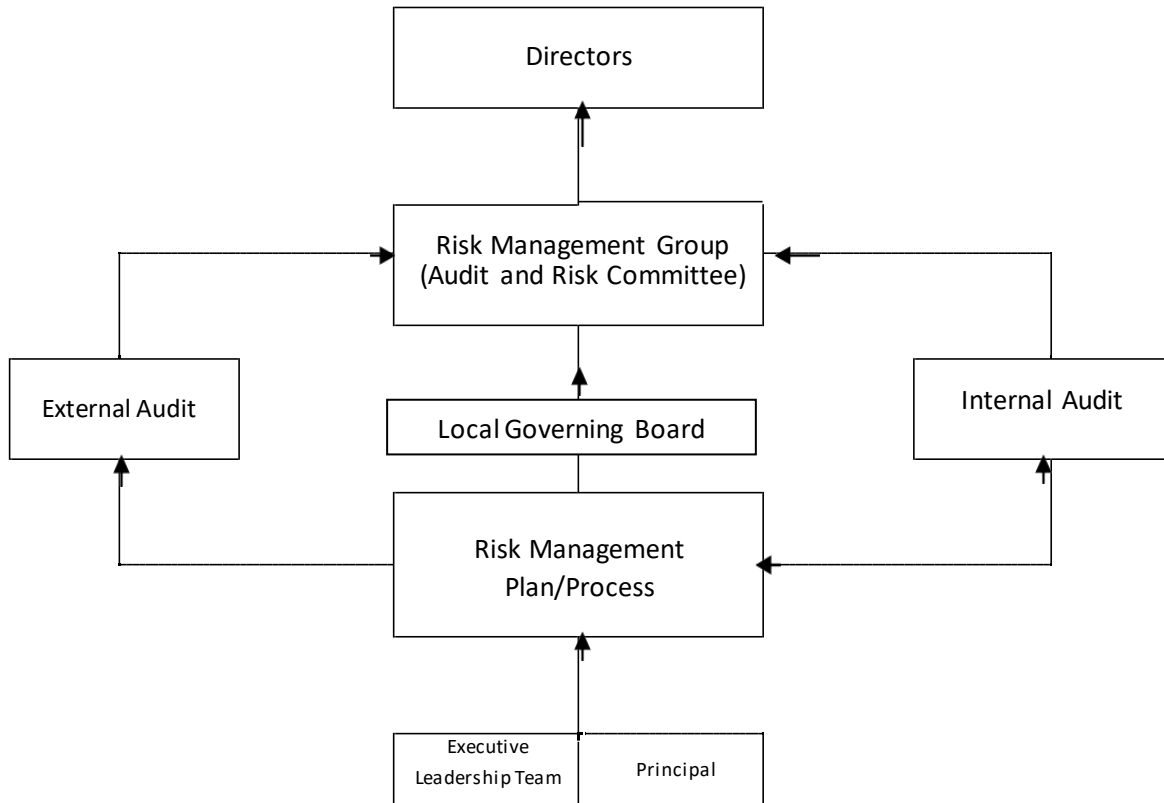 Directors
Risk Management Group
(Audit and Risk Committee)
External Audit
Internal Audit
Local Governing Board
Risk Management
Plan/Process
Executive
Leadership Team
Principal